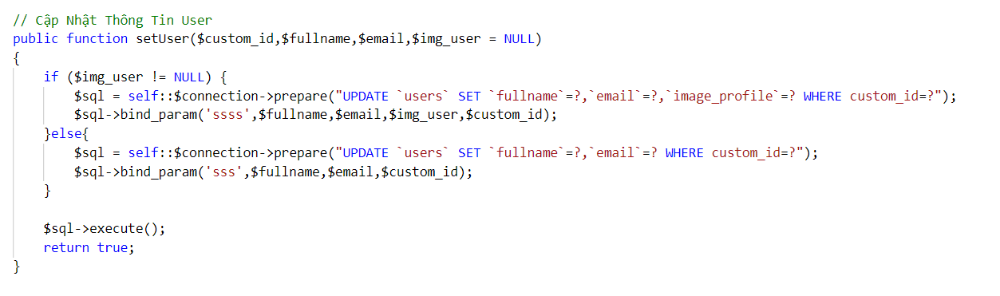 // Cập Nhật Thông Tin User
public function setUser($custom_id,$fullname,$email,$img_user = NULL)
{
    if ($img_user != NULL) {
        $sql = self::$connection->prepare("UPDATE `users` SET `fullname`=?,`email`=?,`image_profile`=? WHERE custom_id=?");
        $sql->bind_param('ssss',$fullname,$email,$img_user,$custom_id);
    }else{
        $sql = self::$connection->prepare("UPDATE `users` SET `fullname`=?,`email`=? WHERE custom_id=?");
        $sql->bind_param('sss',$fullname,$email,$custom_id);
    }
    $sql->execute();
    return true;
}